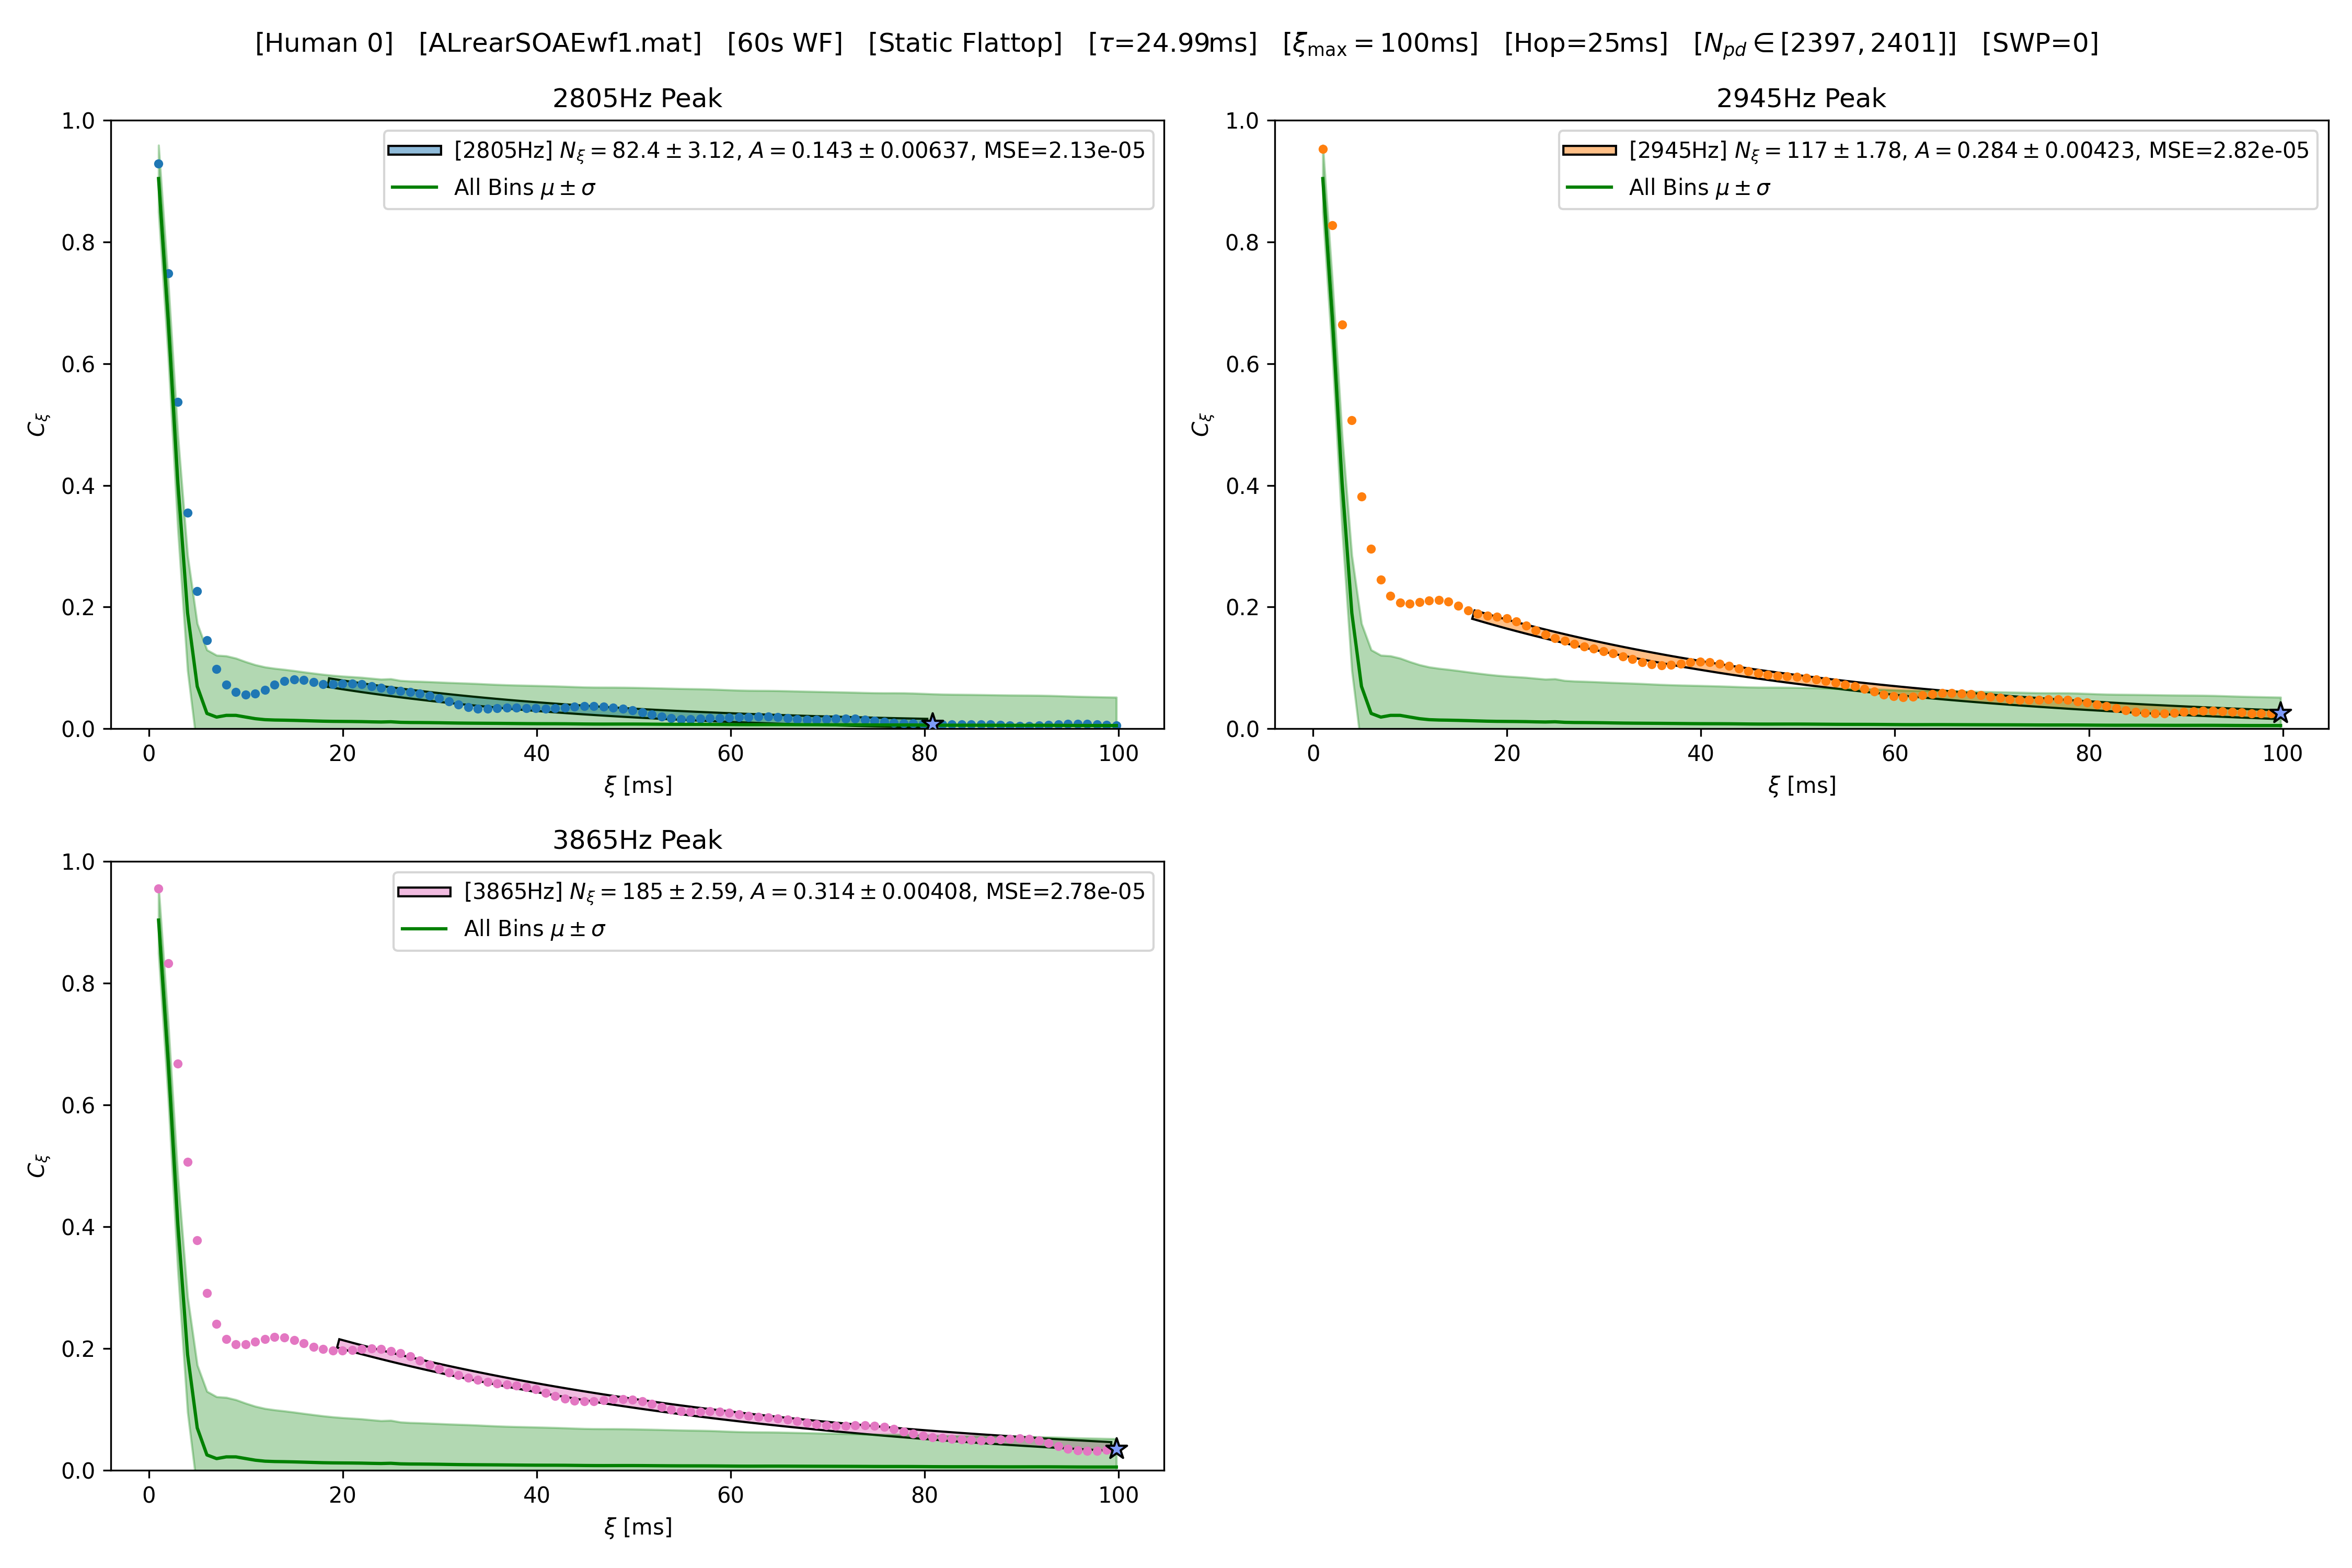 [Human 0] [ALrearSOAEwf1.mat] [60s WF] [Static Flattop] [τ=24.99ms] [ξmax = 100ms] [Hop=25ms] [Npd ∈ [2397, 2401]] [SWP=0]
2805Hz Peak
[2805Hz] Nξ = 82.4 ± 3.12, A = 0.143 ± 0.00637, MSE=2.13e-05
All Bins μ ± σ
1.0
0.8
0.6
0.4
0.2
0.0
Cξ
0 20 40 60 80 100
ξ [ms]
2945Hz Peak
[2945Hz] Nξ = 117 ± 1.78, A = 0.284 ± 0.00423, MSE=2.82e-05
All Bins μ ± σ
1.0
0.8
0.6
0.4
0.2
0.0
Cξ
0 20 40 60 80 100
ξ [ms]
3865Hz Peak
[3865Hz] Nξ = 185 ± 2.59, A = 0.314 ± 0.00408, MSE=2.78e-05
All Bins μ ± σ
1.0
0.8
0.6
0.4
0.2
0.0
Cξ
0 20 40 60 80 100
ξ [ms]